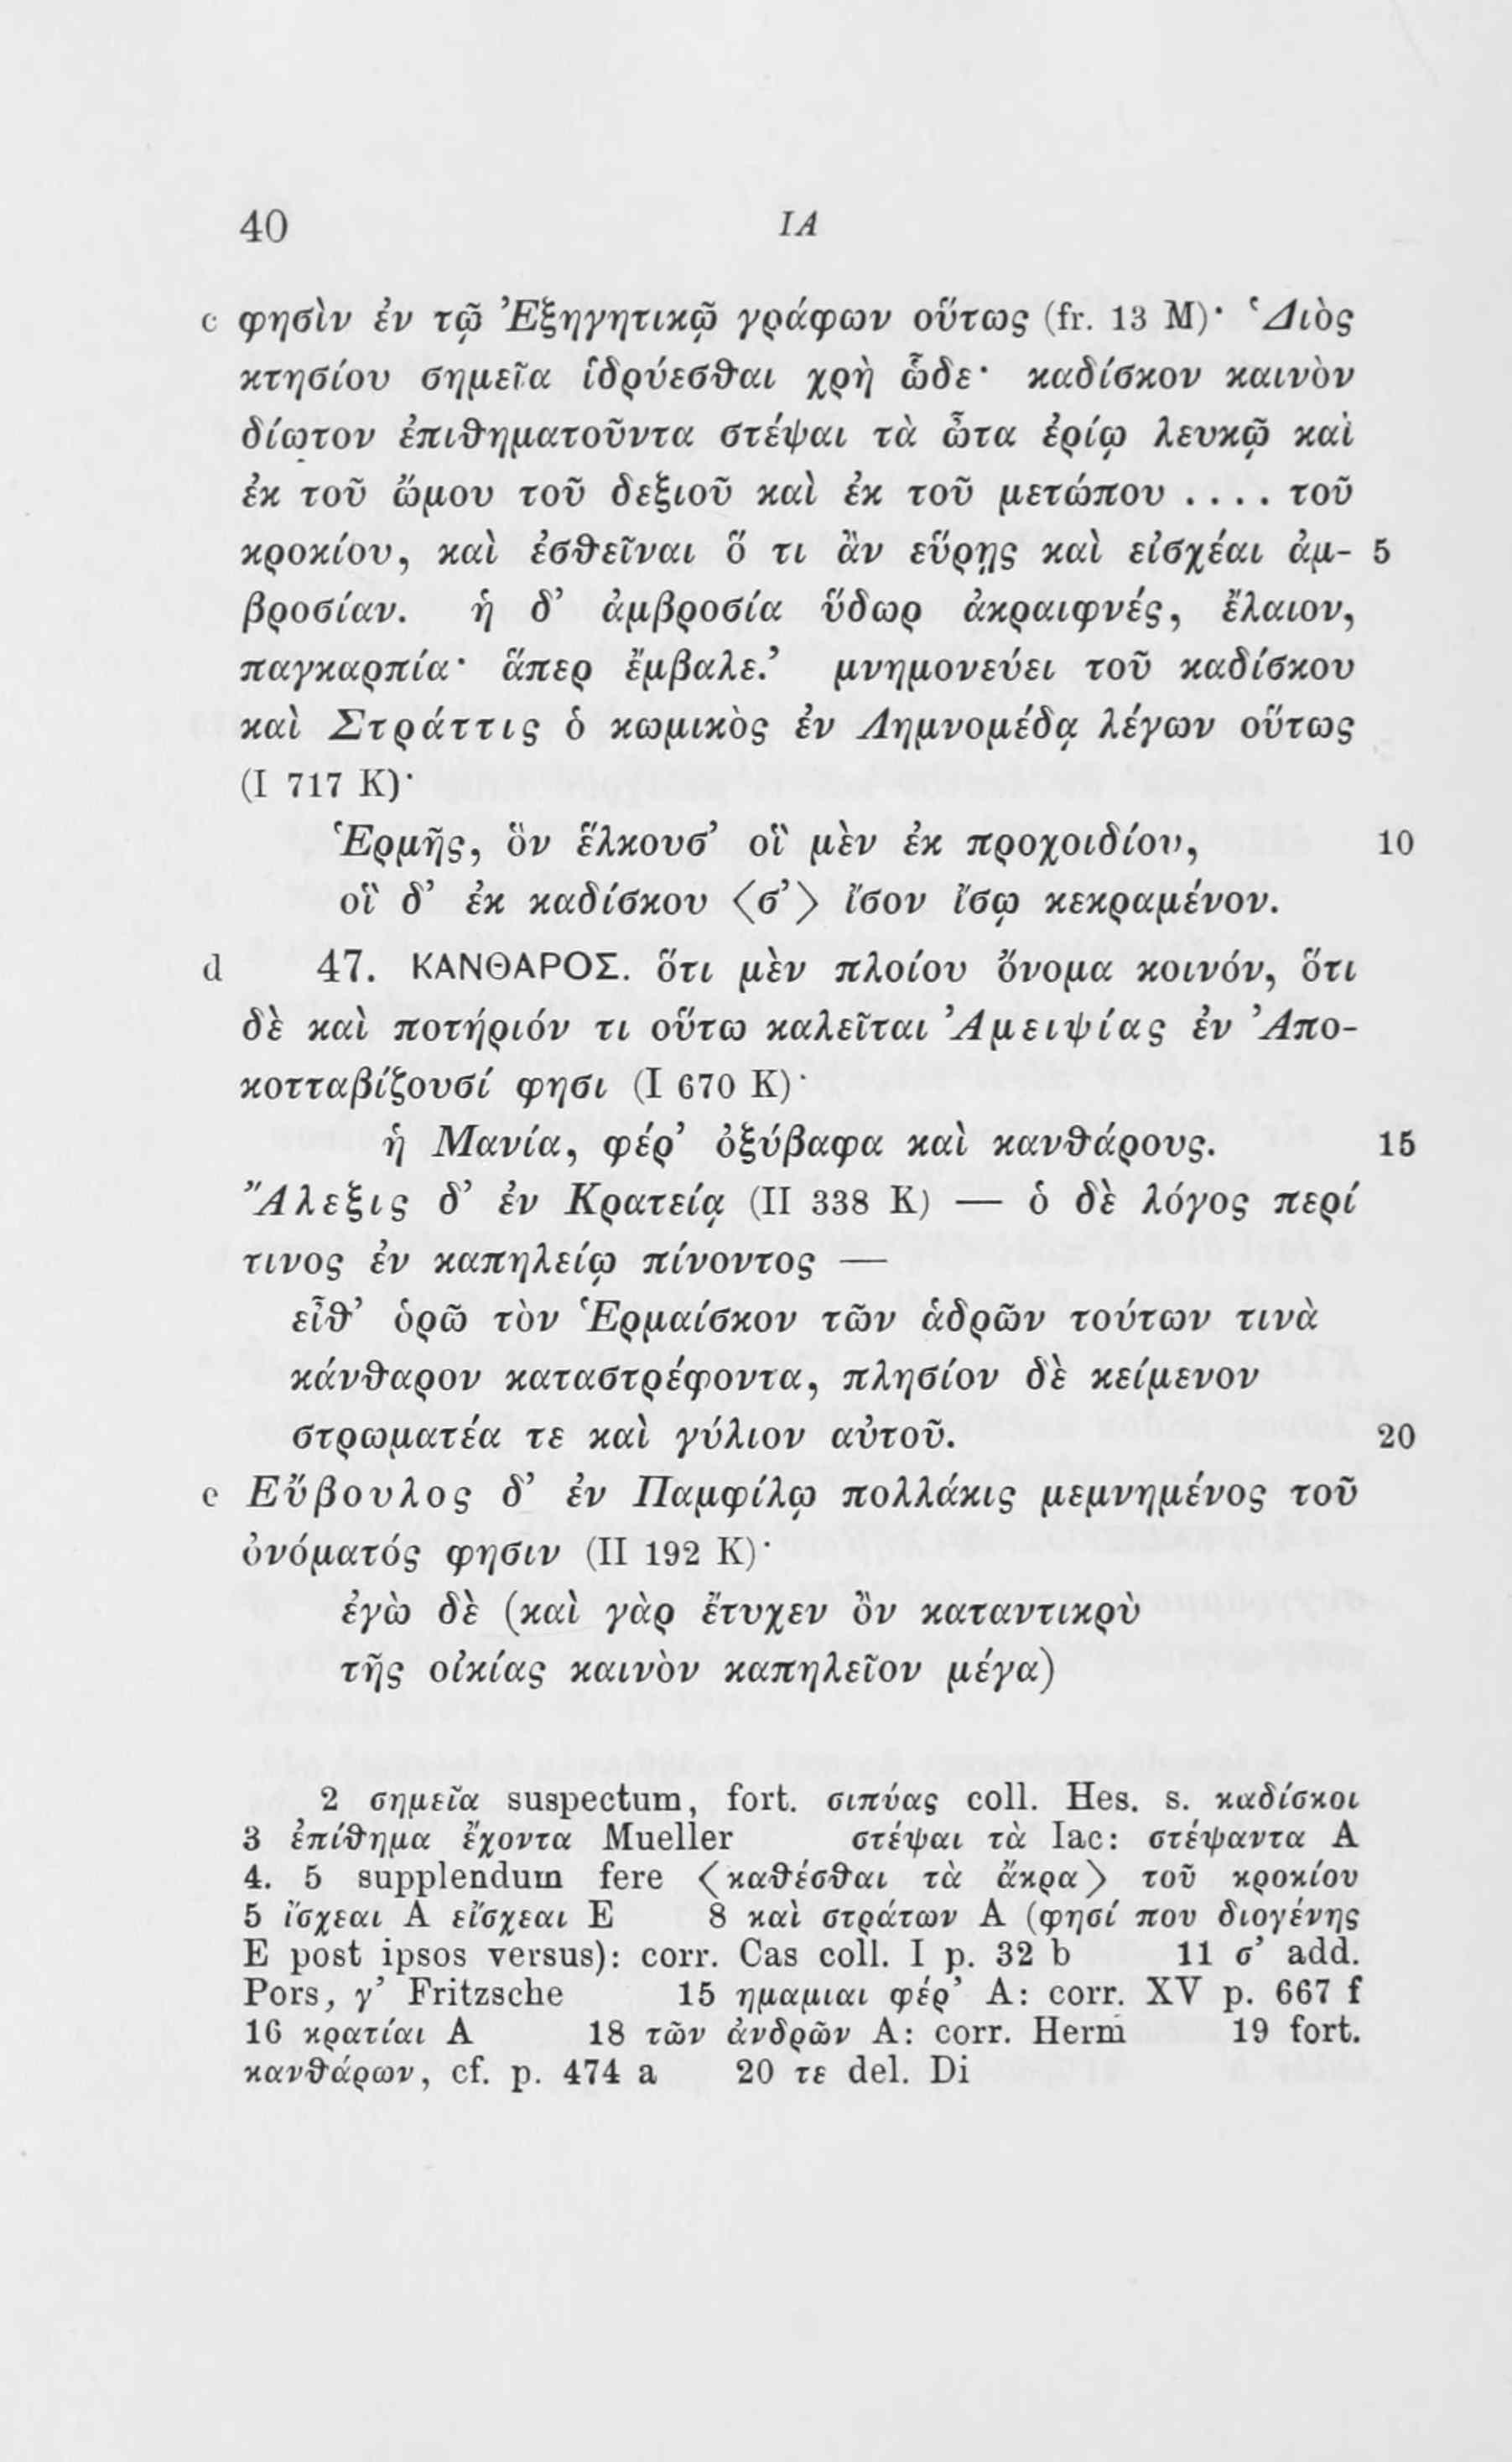 40 ΙΑ
c φησὶν ἐν τῷ Ἐξηγητικῷ γράφων οὕτως (fr. 13 M)· ‘Διὸς
κτησίου σημεῖα ἱδρύεσθαι χρὴ ὧδε· καδίσκον καινὸν
δίωτον ἐπιθηματοῦντα στέψαι τὰ ὦτα ἐρίῳ λευκῷ καὶ
ἐκ τοῦ ὤμου τοῦ δεξιοῦ καὶ ἐκ τοῦ μετώπου .... τοῦ
κροκίου, καὶ ἐσθεῖναι ὅ τι ἂν εὕρῃς καὶ εἰσχέαι ἀμ- 5
βροσίαν. ἡ δ’ ἀμβροσία ὕδωρ ἀκραιφνές, ἔλαιον,
παγκαρπία· ἅπερ ἔμβαλε.’ μνημονεύει τοῦ καδίσκου
καὶ Στράττις ὁ κωμικὸς ἐν Λημνομέδᾳ λέγων οὕτως
(I 717 K)·
Ἑρμῆς, ὃν ἕλκουσ’ οἳ μὲν ἐκ προχοιδίου, 10
οἳ δ’ ἐκ καδίσκου 〈σ’〉 ἴσον ἴσῳ κεκραμένον.
d 47. ΚΑΝΘΑΡΟΣ. ὅτι μὲν πλοίου ὄνομα κοινόν, ὅτι
δὲ καὶ ποτήριόν τι οὕτω καλεῖται Ἀμειψίας ἐν Ἀπο-
κοτταβίζουσί φησι (I 670 K)·
ἡ Μανία, φέρ’ ὀξύβαφα καὶ κανθάρους. 15
Ἄλεξις δ’ ἐν Κρατείᾳ (II 338 K) — ὁ δὲ λόγος περί
τινος ἐν καπηλείῳ πίνοντος —
εἶθ’ ὁρῶ τὸν Ἑρμαίσκον τῶν ἁδρῶν τούτων τινὰ
κάνθαρον καταστρέφοντα, πλησίον δὲ κείμενον
στρωματέα τε καὶ γύλιον αὐτοῦ. 20
e Εὔβουλος δ’ ἐν Παμφίλῳ πολλάκις μεμνημένος τοῦ
ὀνόματός φησιν (II 192 K)·
ἐγὼ δὲ (καὶ γὰρ ἔτυχεν ὂν καταντικρὺ
τῆς οἰκίας καινὸν καπηλεῖον μέγα)
2 σημεῖα suspectum, fort. σιπύας coll. Hes. s. καδίσκοι
3 ἐπίθημα ἔχοντα Mueller στέψαι τὰ Iac: στέψαντα A
4. 5 supplendum fere 〈καθέσθαι τὰ ἄκρα〉 τοῦ κροκίου
5 ἴσχεαι A εἴσχεαι E 8 καὶ στράτων A (φησί που διογένης
E post ipsos versus): corr. Cas coll. I p. 32 b 11 σ’ add.
Pors, γ’ Fritzsche 15 ημαμιαι φέρ’ A: corr. XV p. 667 f
16 κρατίαι A 18 τῶν ἀνδρῶν A: corr. Herm 19 fort.
κανθάρων, cf. p. 474 a 20 τε del. Di